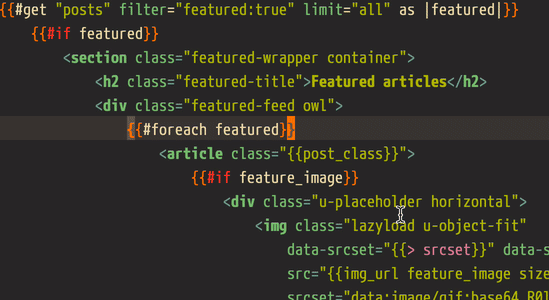 {{#get "posts" filter="featured:true" limit="all" as |featured|}}
{{#if featured}}
<section class="featured-wrapper container">
<h2 class="featured-title">Featured articles</h2>
<div class="featured-feed owl">
{{#foreach featured}}
<article class="{{post_class}}">
{{#if feature_image}}
<div class="u-placeholder horizontal">
<img class="lazyload u-object-fit"
data-srcset="{{> srcset}}" data-s
src="{{img_url feature_image size
srcset="data:image/gif;base64,R0l